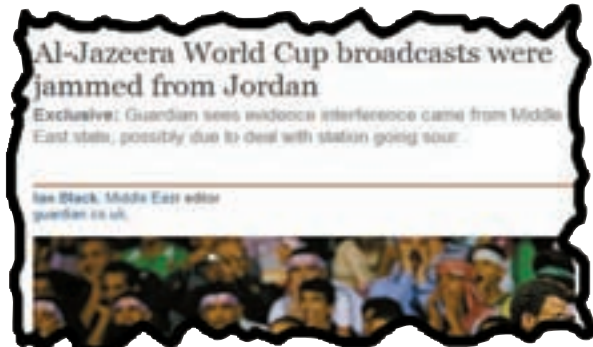 Al-Jazeera World Cup broadcasts were
jammed from Jordan
Exclusive: Guardian sees evidence interference came from Middle
East state, possibly due to deal with station going sour
Ian Black, Middle East editor
guardian.co.uk,